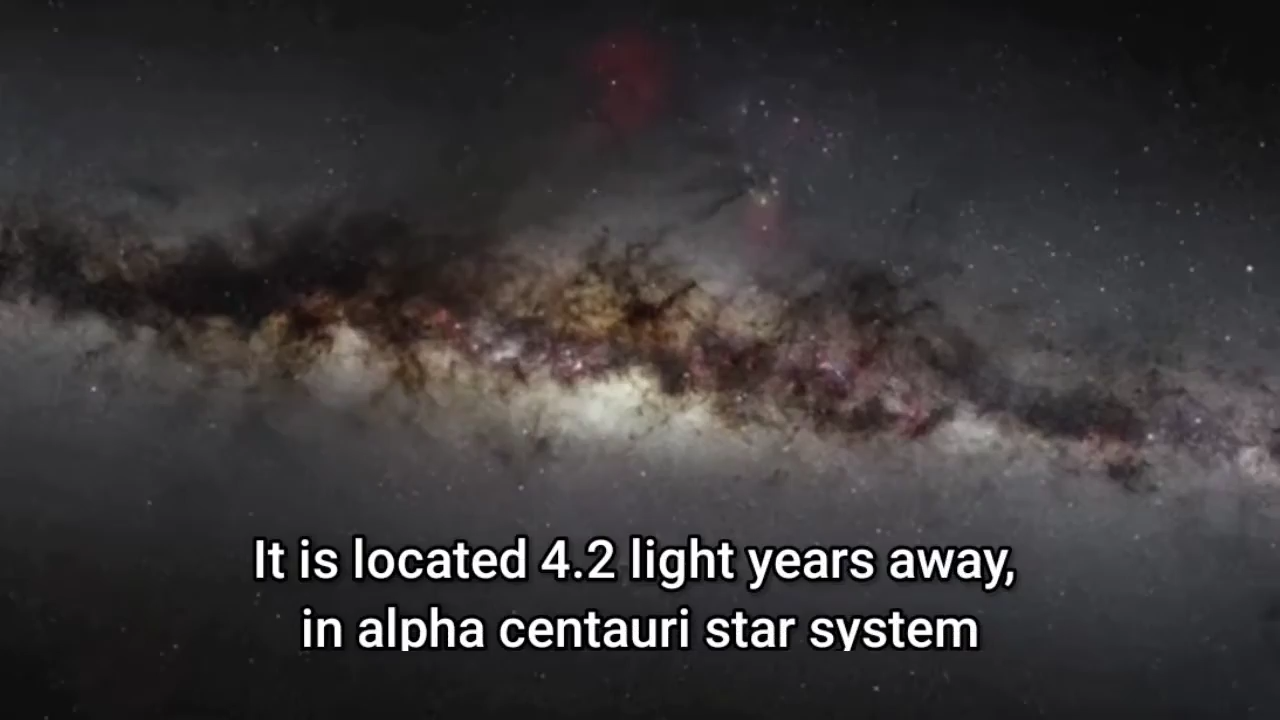 It is located 4.2 light years away,
in alpha centauri star system